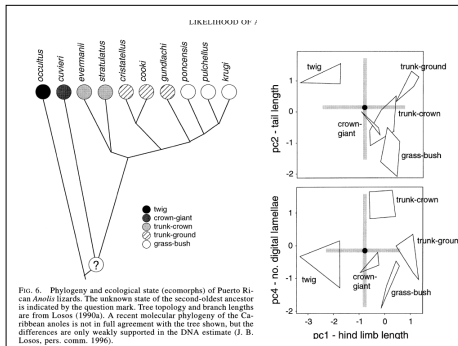 LIKELIHOOD OF
occultus
cuvieri
evermanii
stratulatus
cristatellus
cooki
gundlachi
poncensis
pulchellus
krugi
?
twig
crown-giant
trunk-crown
trunk-ground
grass-bush
FIG. 6. Phylogeny and ecological state (ecomorphs) of Puerto Ri-
can Anolis lizards. The unknown state of the second-oldest ancestor
is indicated by the question mark. Tree topology and branch lengths
are from Losos (1990a). A recent molecular phylogeny of the Ca-
ribbean anoles is not in full agreement with the tree shown, but the
differences are only weakly supported in the DNA estimate (J. B.
Losos, pers. comm. 1996).
pc2 - tail length
1
0
-1
-2
twig
trunk-ground
trunk-crown
crown-
giant
grass-bush
pc4 - no. digital lamellae
1
0
-1
-2
trunk-crown
trunk-ground
twig
crown-
giant
grass-bush
-3 -2 -1 0 1
pc1 - hind limb length